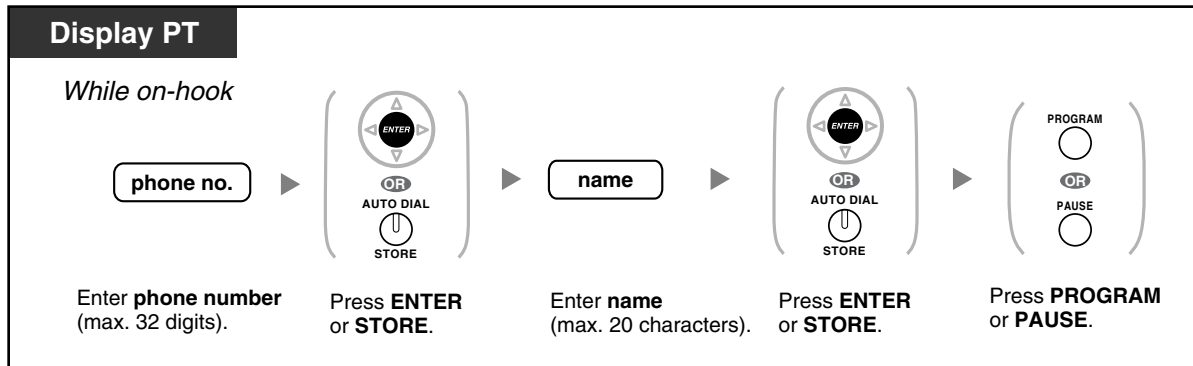 Display PT
While on-hook
phone no.
ENTER
OR
AUTO DIAL
STORE
name
ENTER
OR
AUTO DIAL
STORE
PROGRAM
OR
PAUSE
Enter phone number
(max. 32 digits).
Press ENTER
or STORE.
Enter name
(max. 20 characters).
Press ENTER
or STORE.
Press PROGRAM
or PAUSE.